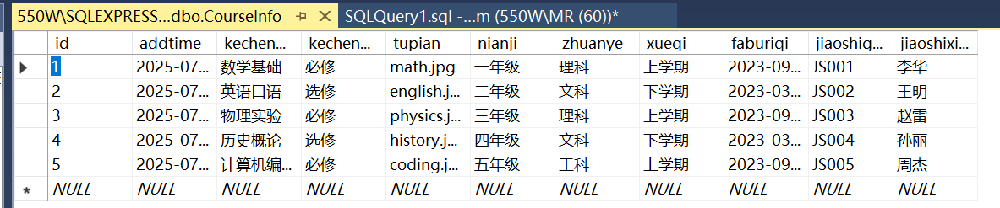 550W\SQLEXPRESS...dbo.CourseInfo SQLQuery1.sql -...m (550W\MR (60))*
id addtime kechen... kechen... tupian nianji zhuanye xueqi faburiqi jiaoshig... jiaoshixi...
1 2025-07... 数学基础 必修 math.jpg 一年级 理科 上学期 2023-09... JS001 李华
2 2025-07... 英语口语 选修 english.j... 二年级 文科 下学期 2023-03... JS002 王明
3 2025-07... 物理实验 必修 physics.j... 三年级 理科 上学期 2023-09... JS003 赵雷
4 2025-07... 历史概论 选修 history.j... 四年级 文科 下学期 2023-03... JS004 孙丽
5 2025-07... 计算机编... 必修 coding.j... 五年级 工科 上学期 2023-09... JS005 周杰
NULL NULL NULL NULL NULL NULL NULL NULL NULL NULL NULL